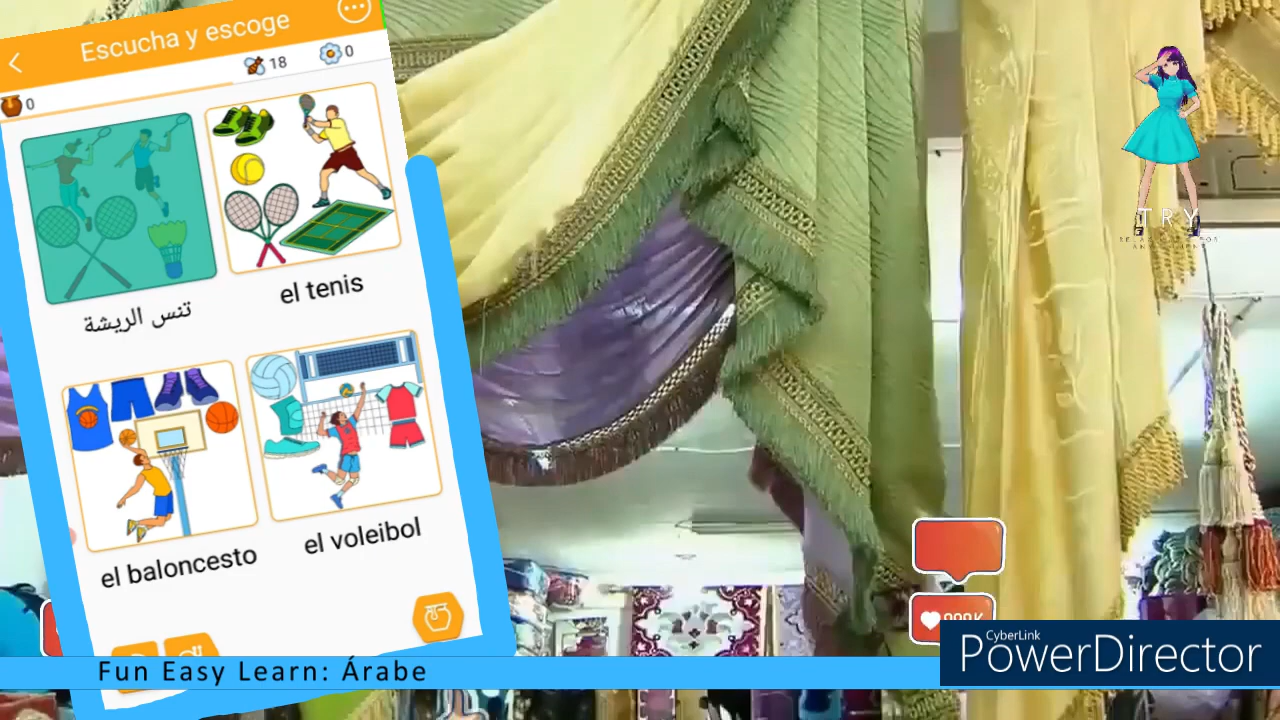 Escucha y escoge
18
0
0
تنس الريشة
el tenis
el baloncesto
el voleibol
TRY
Fun Easy Learn: Árabe
CyberLink
PowerDirector